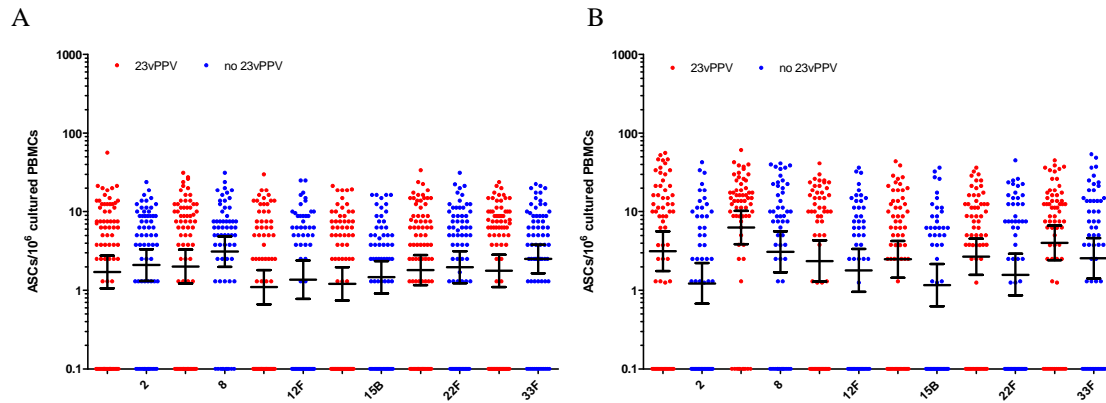 A
ASCs/10⁶ cultured PBMCs
1000
100
10
1
0.1
23vPPV
no 23vPPV
2
8
12F
15B
22F
33F
B
ASCs/10⁶ cultured PBMCs
1000
100
10
1
0.1
23vPPV
no 23vPPV
2
8
12F
15B
22F
33F